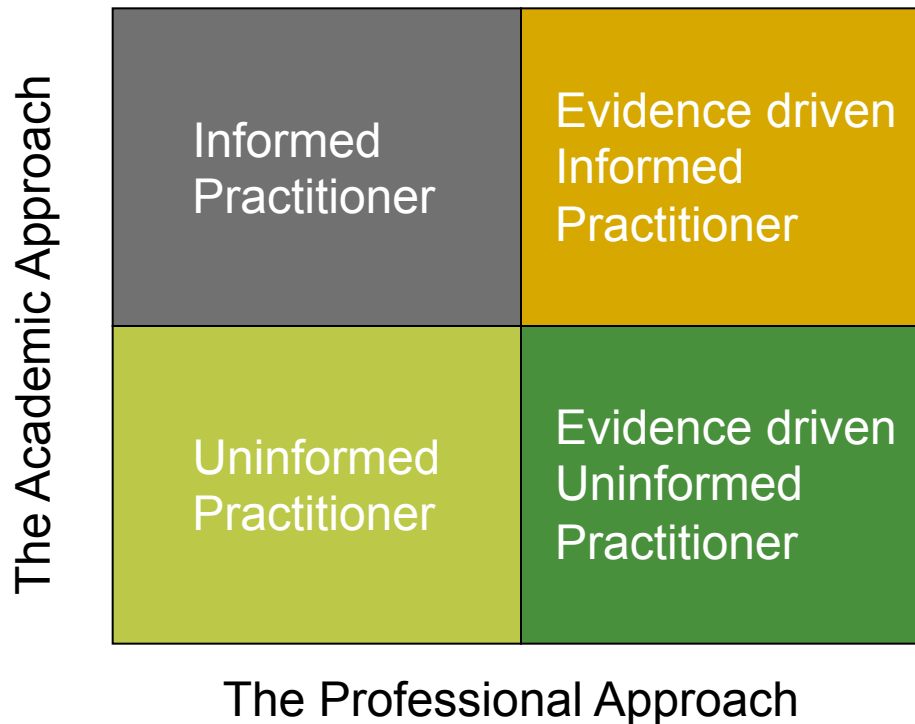 The Academic Approach
Informed
Practitioner
Evidence driven
Informed
Practitioner
Uninformed
Practitioner
Evidence driven
Uninformed
Practitioner
The Professional Approach